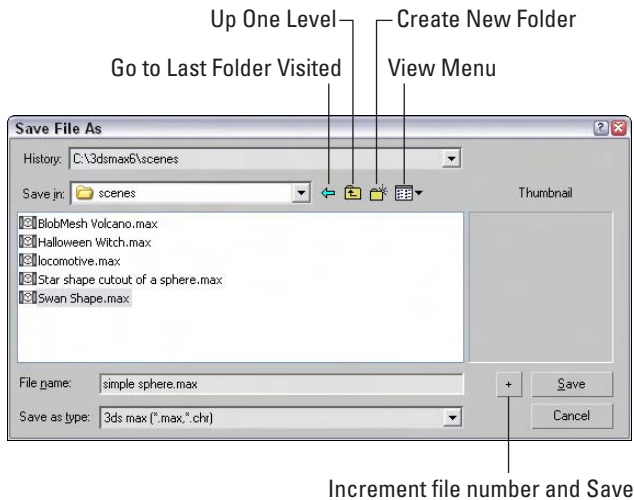 Up One Level
Create New Folder
Go to Last Folder Visited
View Menu
Save File As
History: C:\3dsmax6\scenes
Save in: scenes
Thumbnail
BlobMesh Volcano.max
Halloween Witch.max
locomotive.max
Star shape cutout of a sphere.max
Swan Shape.max
File name: simple sphere.max
+
Save
Save as type: 3ds max (*.max,*.chr)
Cancel
Increment file number and Save